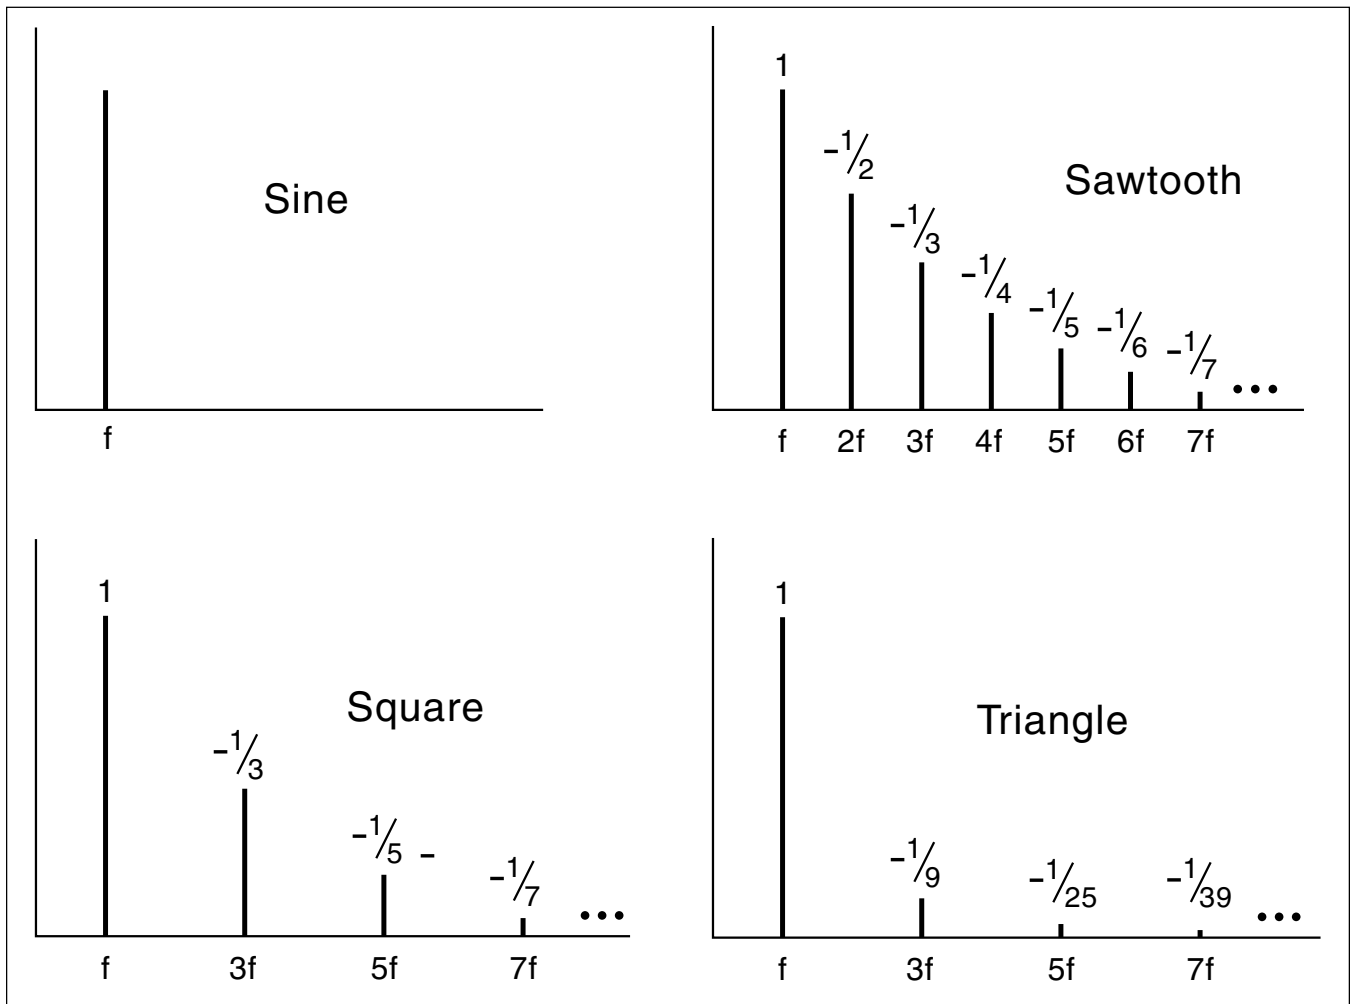 Sine
f
1
-1/2
-1/3
-1/4
-1/5
-1/6
-1/7
...
Sawtooth
f 2f 3f 4f 5f 6f 7f
1
-1/3
-1/5 -
-1/7
...
Square
f 3f 5f 7f
1
-1/9
-1/25
-1/39
...
Triangle
f 3f 5f 7f